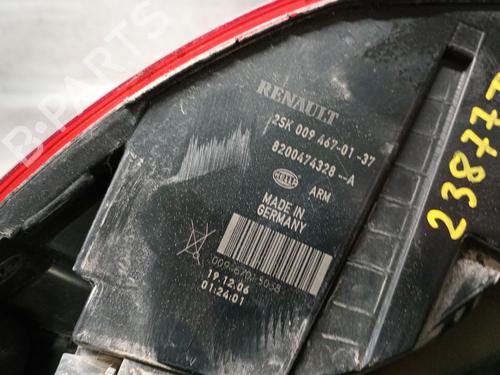 RENAULT
2SK 009 467-01 -37
8200474328--A
HELLA
ARM
MADE IN
GERMANY
19.12.06
01:24:01
23877
B-PARTS